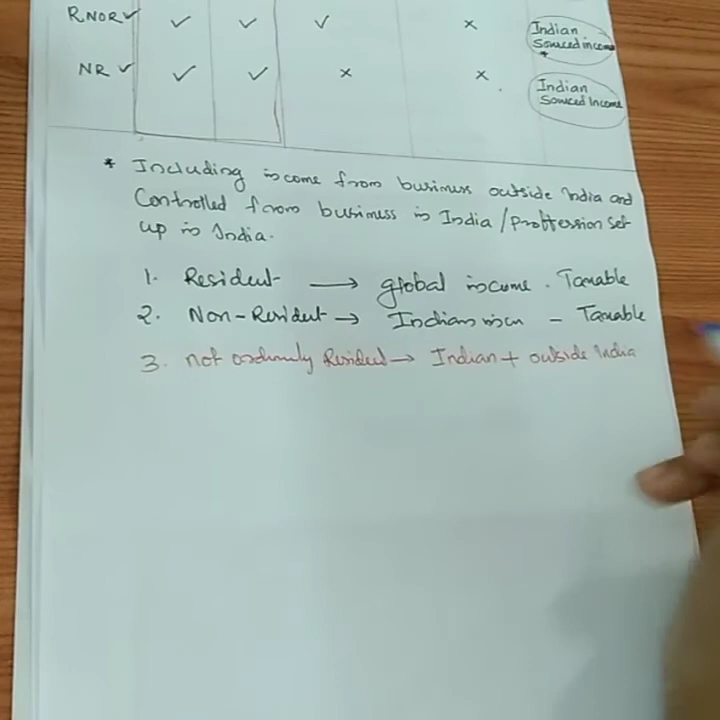 RNOR ✓ ✓ ✓ ✓ × Indian
Sourced income
*
NR ✓ ✓ ✓ × × Indian
Sourced Income
* Including income from business outside India and
Controlled from business in India / Proffession Set
up in India.
1. Resident → global income. Taxable
2. Non-Resident → Indian - Taxable
3. not ordinarily Resident → Indian + outside India